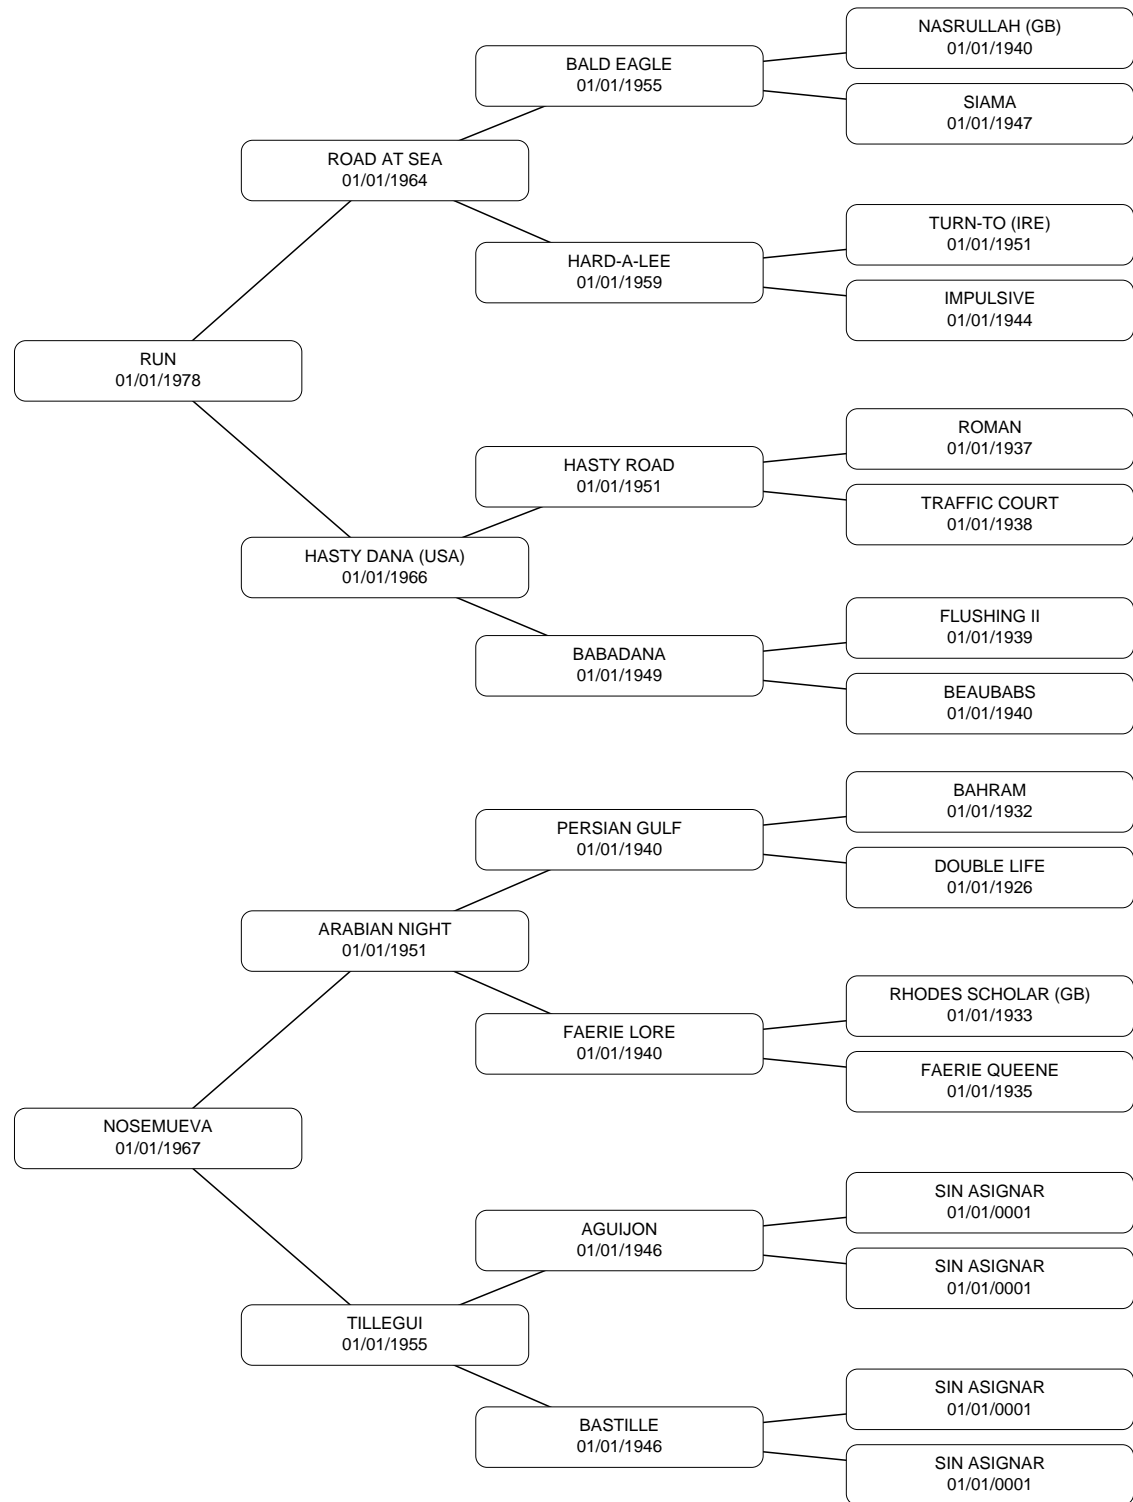 NASRULLAH (GB)
01/01/1940
BALD EAGLE
01/01/1955
SIAMA
01/01/1947
ROAD AT SEA
01/01/1964
TURN-TO (IRE)
01/01/1951
HARD-A-LEE
01/01/1959
IMPULSIVE
01/01/1944
RUN
01/01/1978
ROMAN
01/01/1937
HASTY ROAD
01/01/1951
TRAFFIC COURT
01/01/1938
HASTY DANA (USA)
01/01/1966
FLUSHING II
01/01/1939
BABADANA
01/01/1949
BEAUBABS
01/01/1940
BAHRAM
01/01/1932
PERSIAN GULF
01/01/1940
DOUBLE LIFE
01/01/1926
ARABIAN NIGHT
01/01/1951
RHODES SCHOLAR (GB)
01/01/1933
FAERIE LORE
01/01/1940
FAERIE QUEENE
01/01/1935
NOSEMUEVA
01/01/1967
SIN ASIGNAR
01/01/0001
AGUIJON
01/01/1946
SIN ASIGNAR
01/01/0001
TILLEGUI
01/01/1955
SIN ASIGNAR
01/01/0001
BASTILLE
01/01/1946
SIN ASIGNAR
01/01/0001